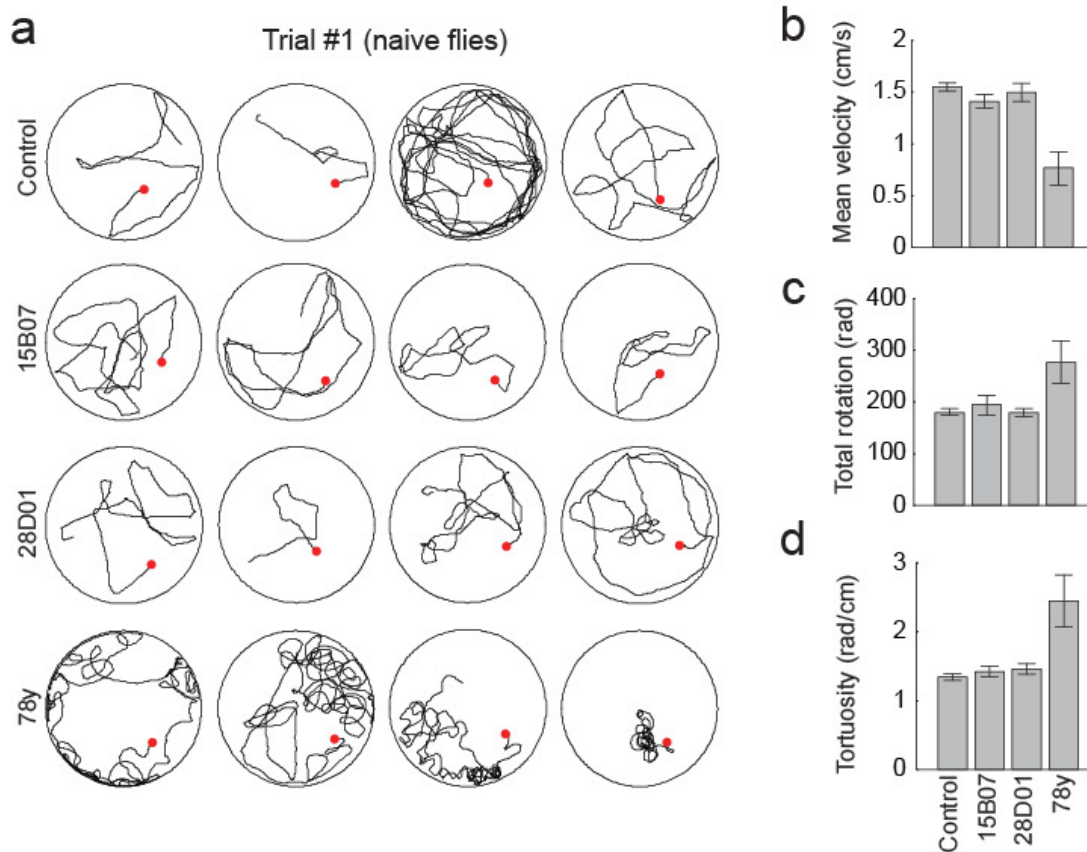 a
Trial #1 (naive flies)
Control
15B07
28D01
78y
b
Mean velocity (cm/s)
2
1.5
1
0.5
0
c
Total rotation (rad)
400
300
200
100
0
d
Tortuosity (rad/cm)
3
2
1
0
Control
15B07
28D01
78y